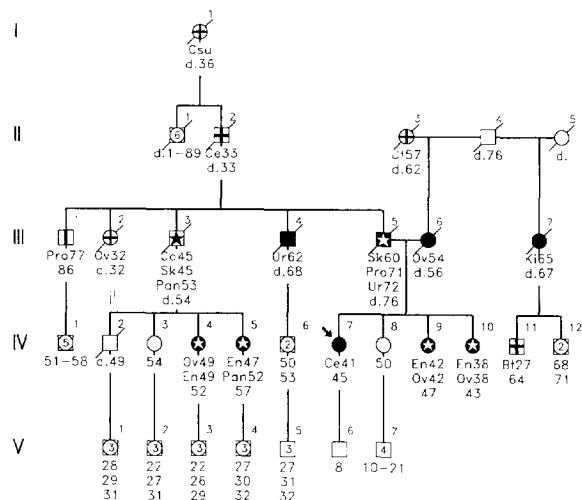 I
1
Csu
d.36
II
6
1
2
3
4
5
d.1-89
Ce33
d.33
d.62
d.76
d.
III
1
2
3
4
5
6
7
Pro77
86
Ov32
Co45
Sk45
Pan53
d.54
Ur62
d.68
Sk60
Pro71
Ur72
d.76
Ov54
d.56
Ki65
d.67
IV
5
1
2
3
4
5
2
6
7
8
9
10
11
2
12
51-58
d.49
54
Ov49
En49
52
En47
Pan52
57
50
53
Ce41
45
50
En42
Ov42
47
En38
Ov38
43
Bt27
64
68
71
V
3
1
3
2
3
3
3
4
3
5
6
4
7
28
29
31
22
27
31
22
26
29
27
30
32
27
31
32
8
10-21